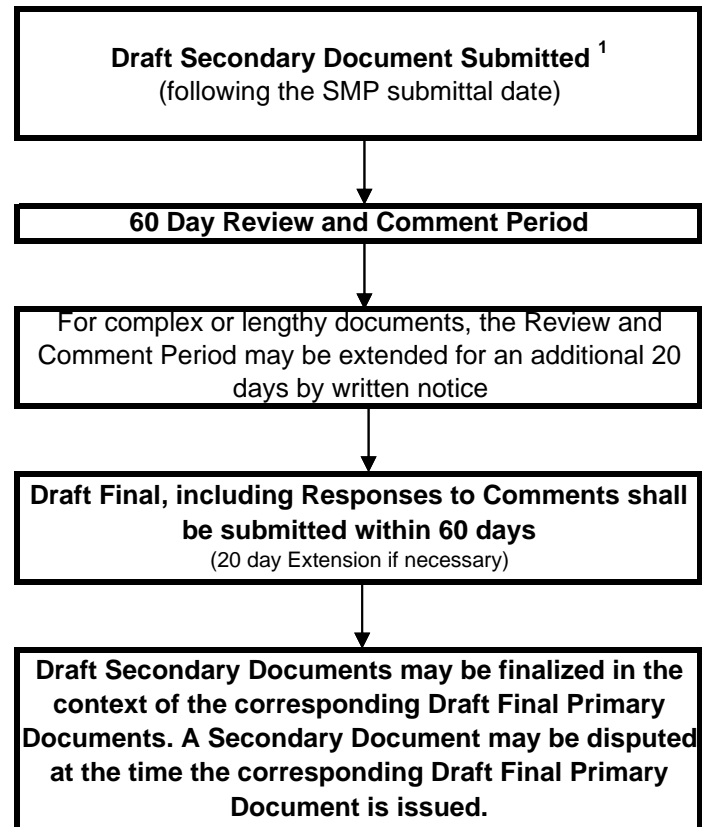 Draft Secondary Document Submitted 1
(following the SMP submittal date)
60 Day Review and Comment Period
For complex or lengthy documents, the Review and
Comment Period may be extended for an additional 20
days by written notice
Draft Final, including Responses to Comments shall
be submitted within 60 days
(20 day Extension if necessary)
Draft Secondary Documents may be finalized in the
context of the corresponding Draft Final Primary
Documents. A Secondary Document may be disputed
at the time the corresponding Draft Final Primary
Document is issued.